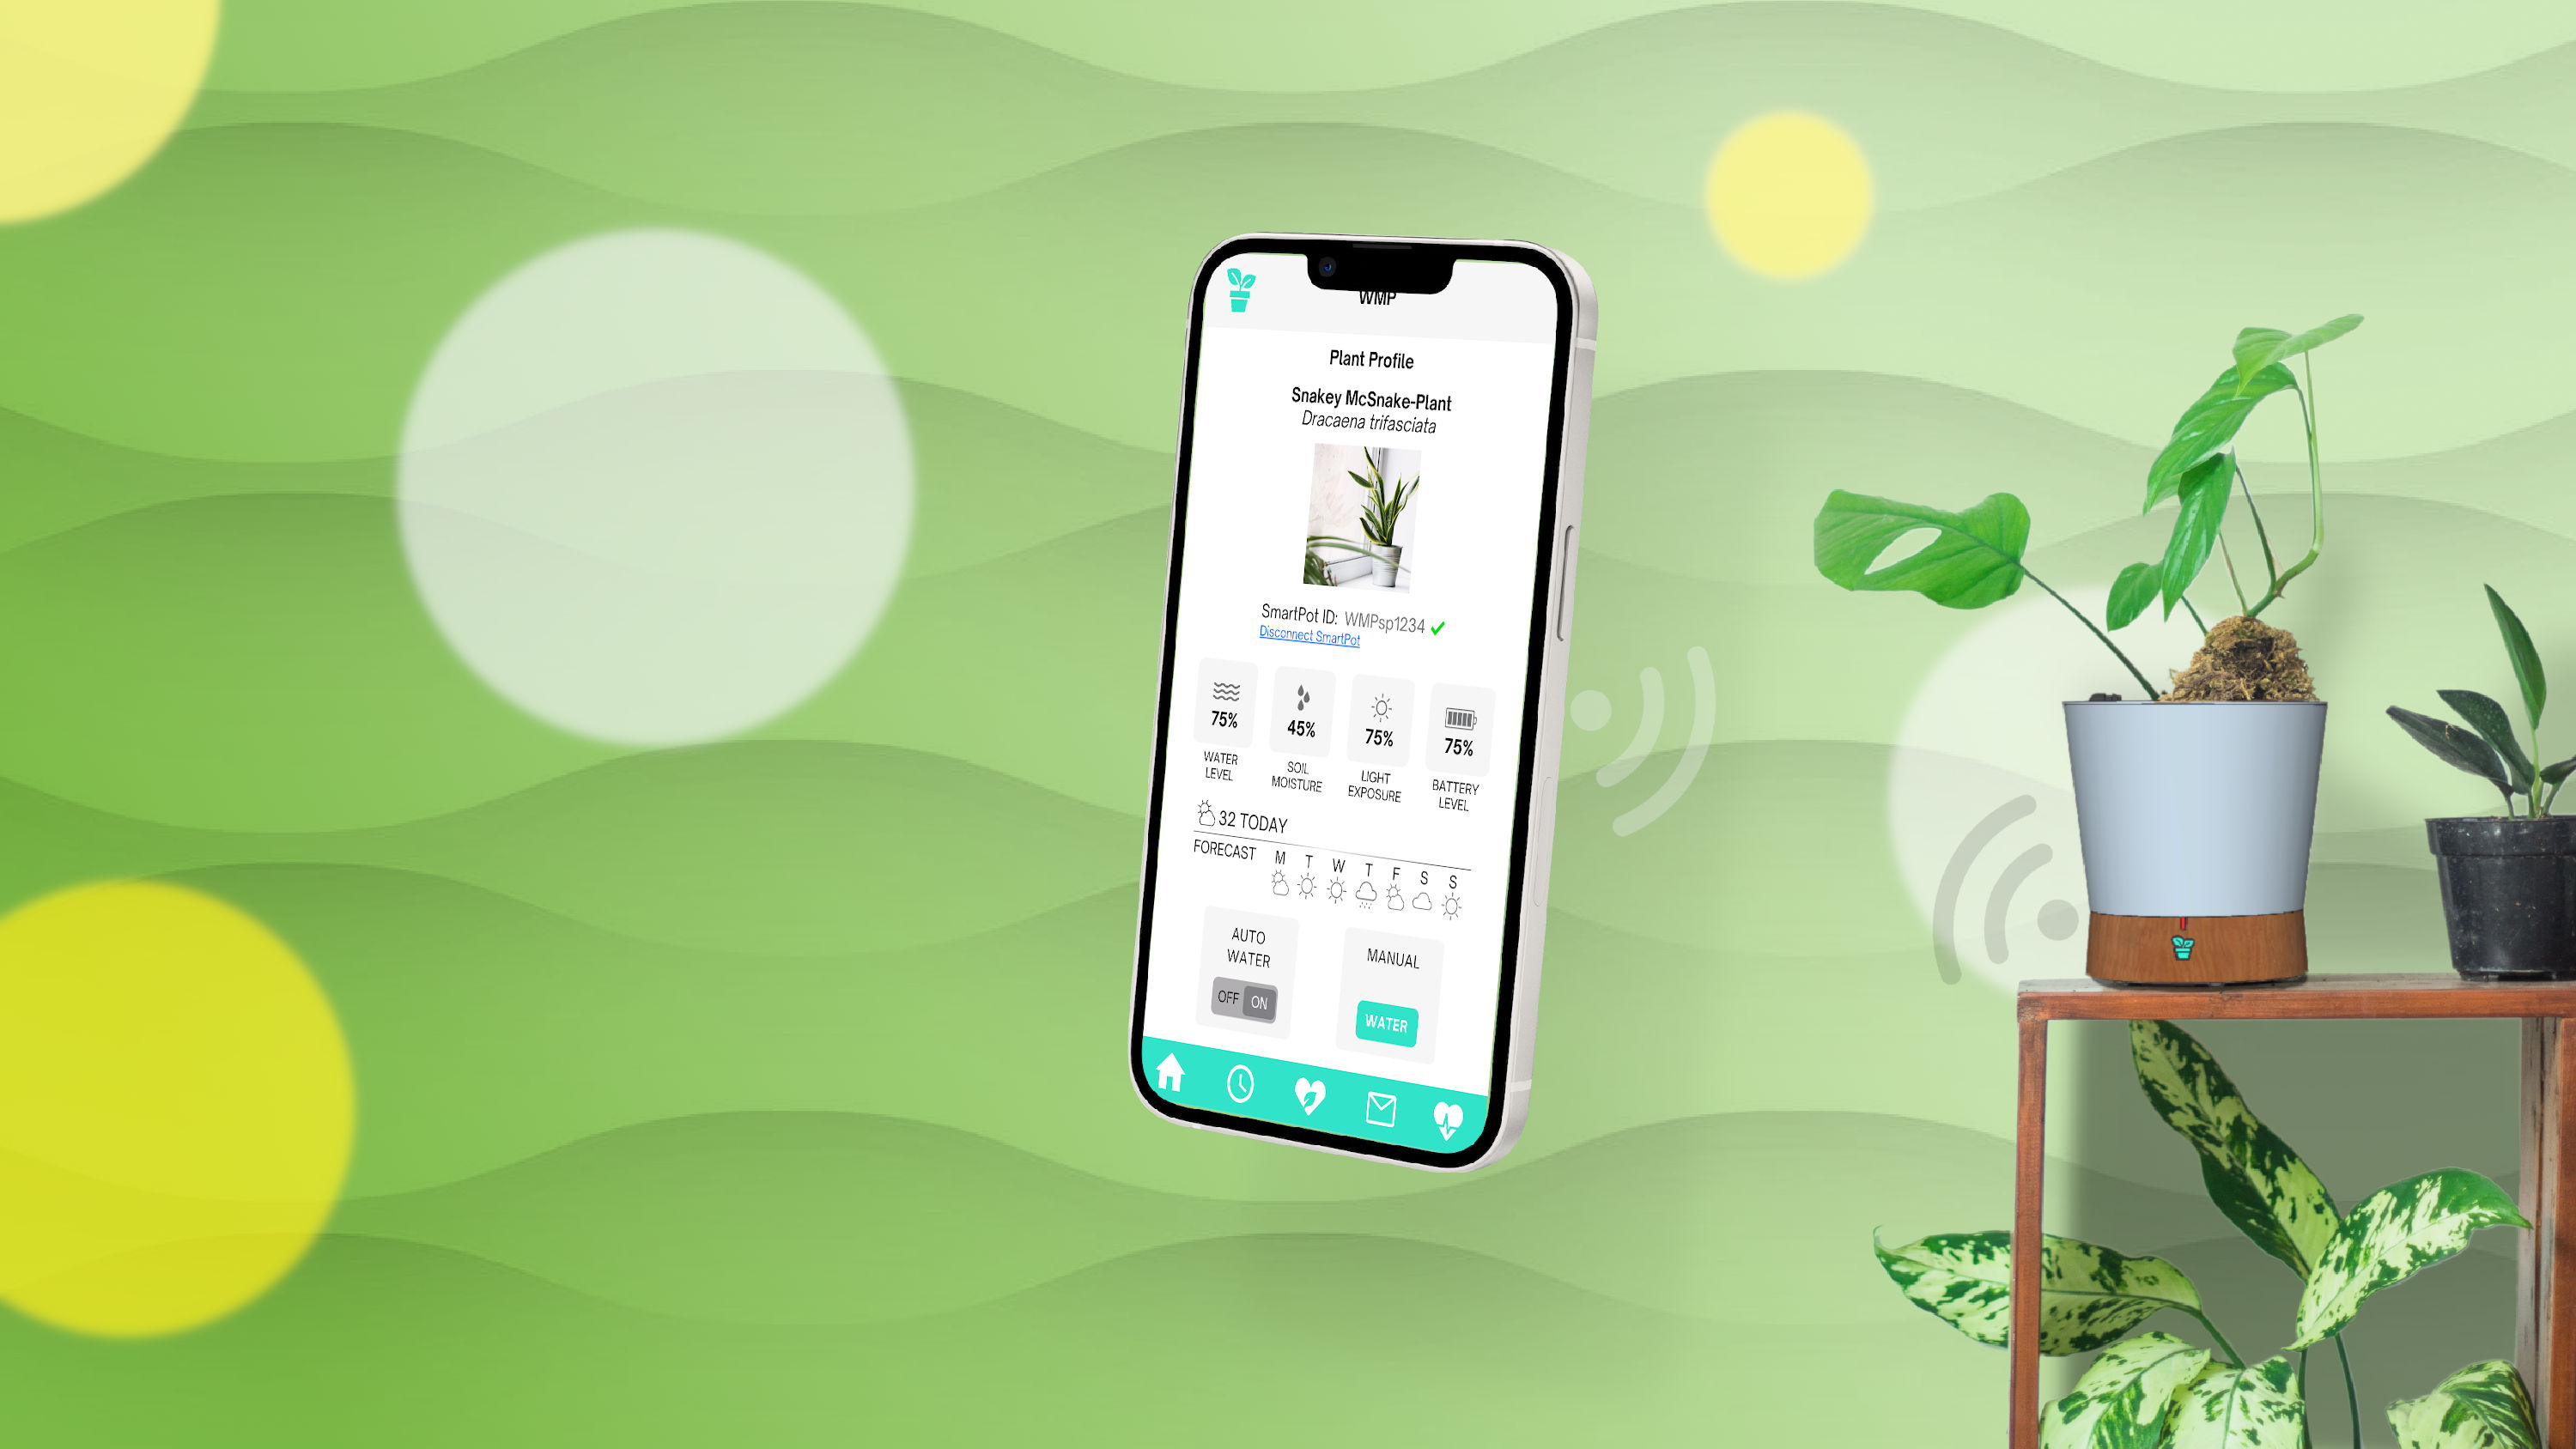 WMP
Plant Profile
Snakey McSnake-Plant
Dracaena trifasciata
SmartPot ID: WMPsp1234
Disconnect SmartPot
75%
45%
75%
75%
WATER
LEVEL
SOIL
MOISTURE
LIGHT
EXPOSURE
BATTERY
LEVEL
32 TODAY
FORECAST M T W T F S S
AUTO
WATER
OFF ON
MANUAL
WATER